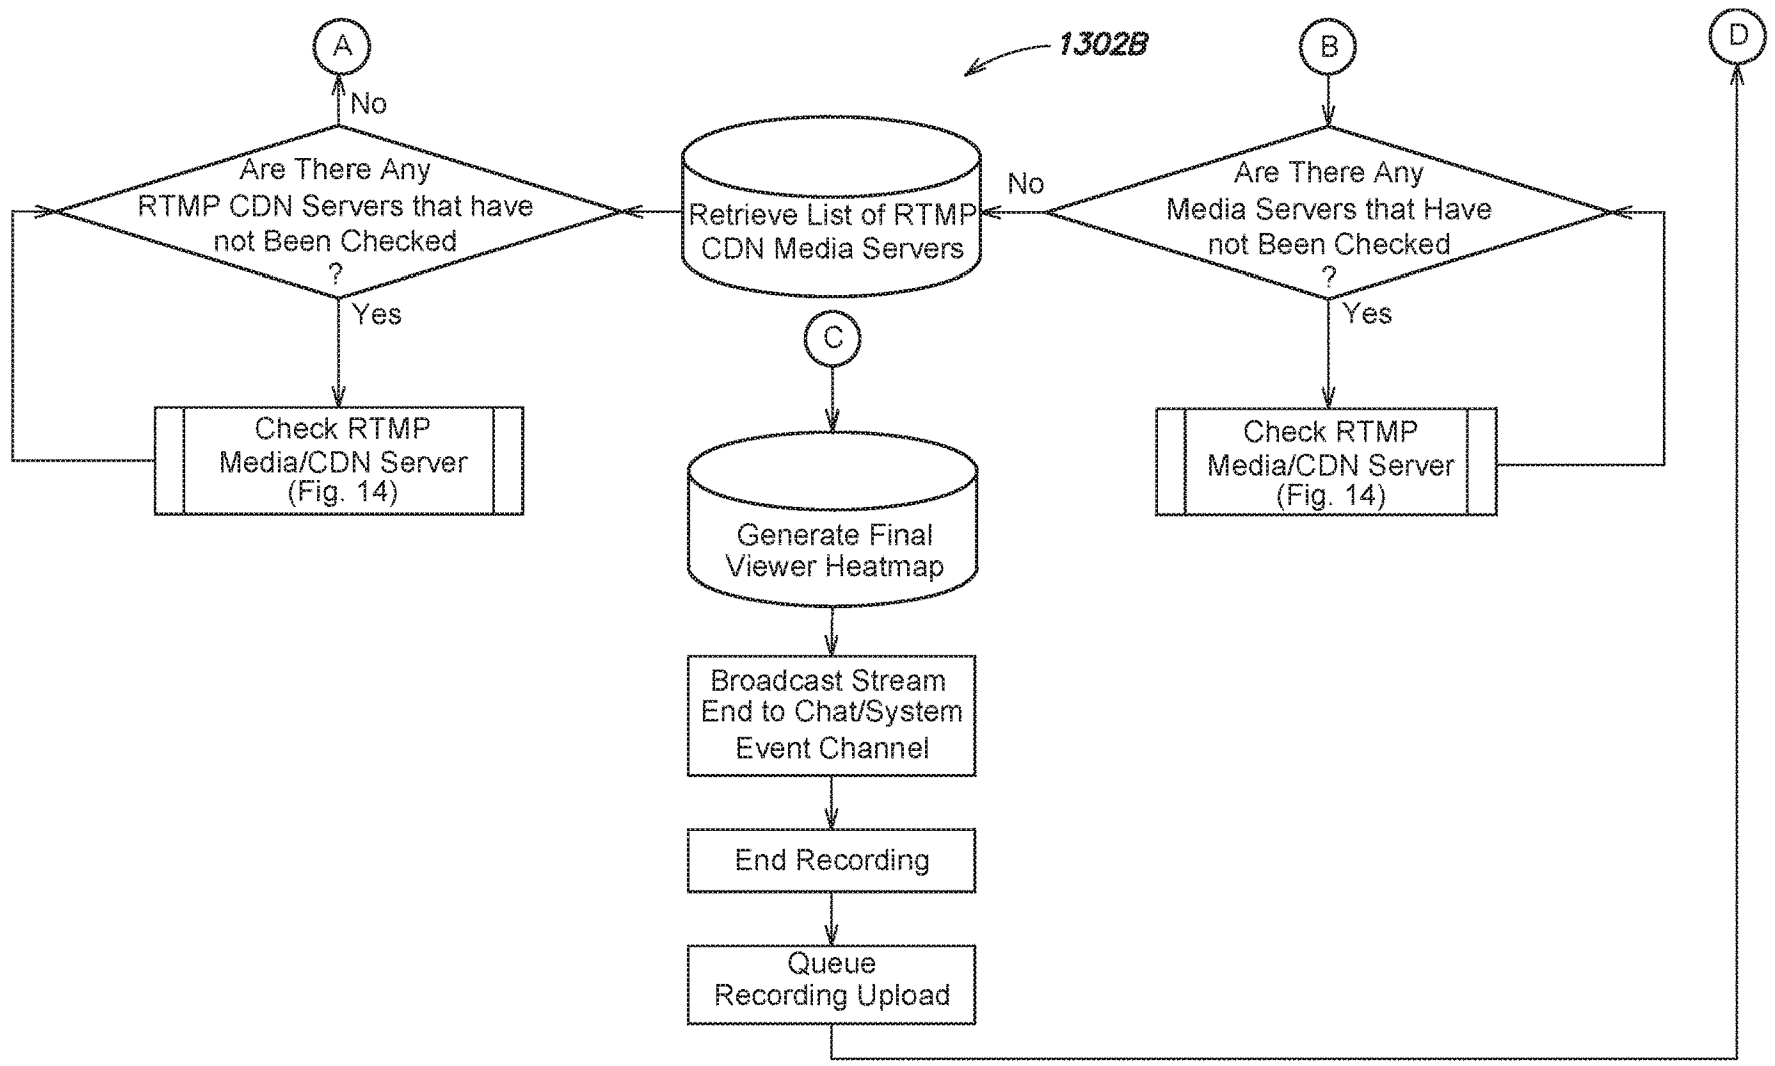 A
1302B
B
D
No
Are There Any
RTMP CDN Servers that have
not Been Checked
?
Yes
Retrieve List of RTMP
CDN Media Servers
No
Are There Any
Media Servers that Have
not Been Checked
?
Yes
C
Check RTMP
Media/CDN Server
(Fig. 14)
Check RTMP
Media/CDN Server
(Fig. 14)
Generate Final
Viewer Heatmap
Broadcast Stream
End to Chat/System
Event Channel
End Recording
Queue
Recording Upload